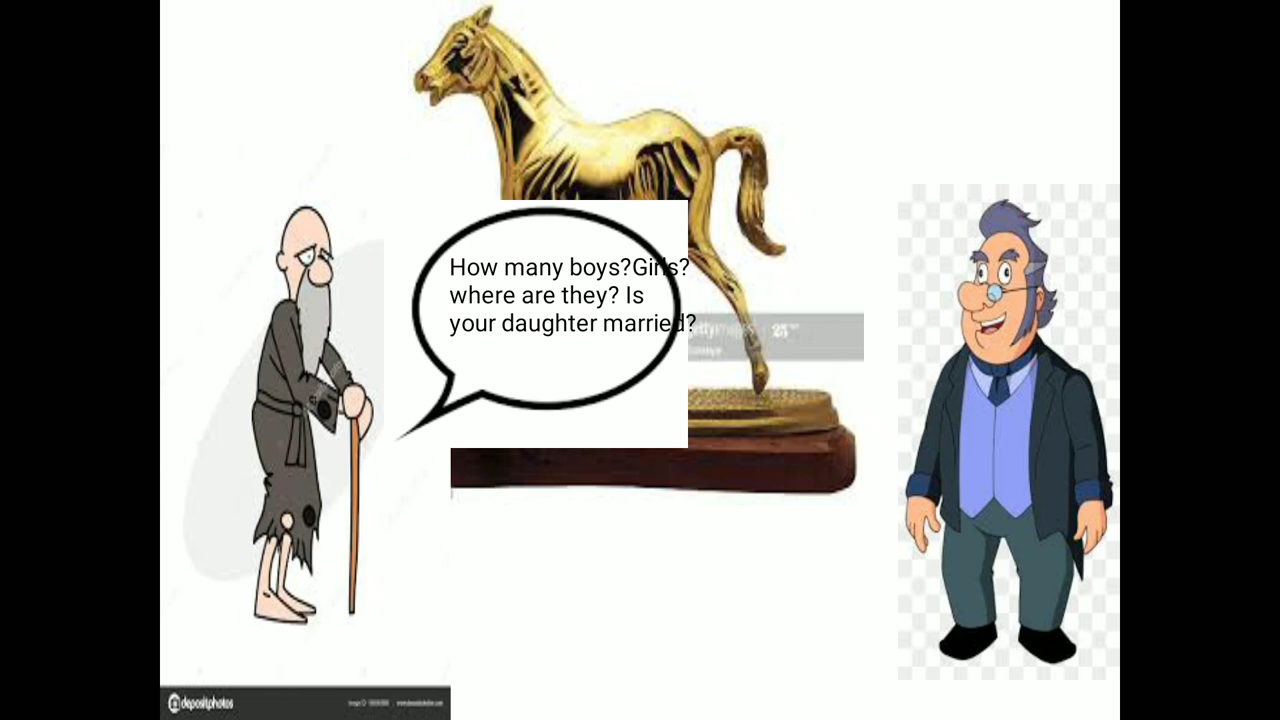 How many boys?Girls?
where are they? Is
your daughter married?
depositphotos